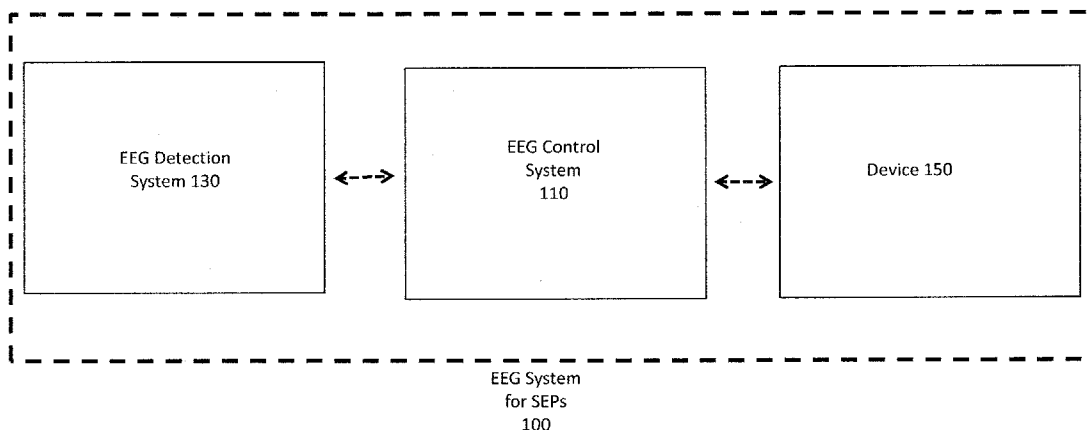 EEG Detection
System 130
EEG Control
System
110
Device 150
EEG System
for SEPs
100